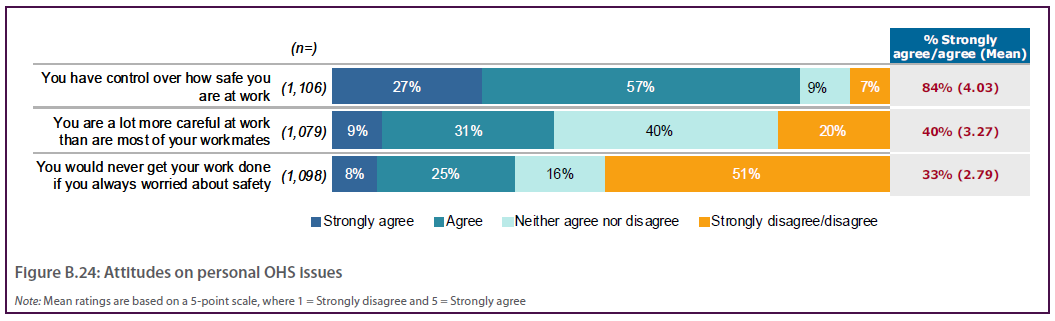 (n=)
% Strongly
agree/agree (Mean)
You have control over how safe you
are at work
(1,106)
27%
57%
9%
7%
84% (4.03)
You are a lot more careful at work
than are most of your workmates
(1,079)
9%
31%
40%
20%
40% (3.27)
You would never get your work done
if you always worried about safety
(1,098)
8%
25%
16%
51%
33% (2.79)
Strongly agree
Agree
Neither agree nor disagree
Strongly disagree/disagree
Figure B.24: Attitudes on personal OHS issues
Note: Mean ratings are based on a 5-point scale, where 1 = Strongly disagree and 5 = Strongly agree